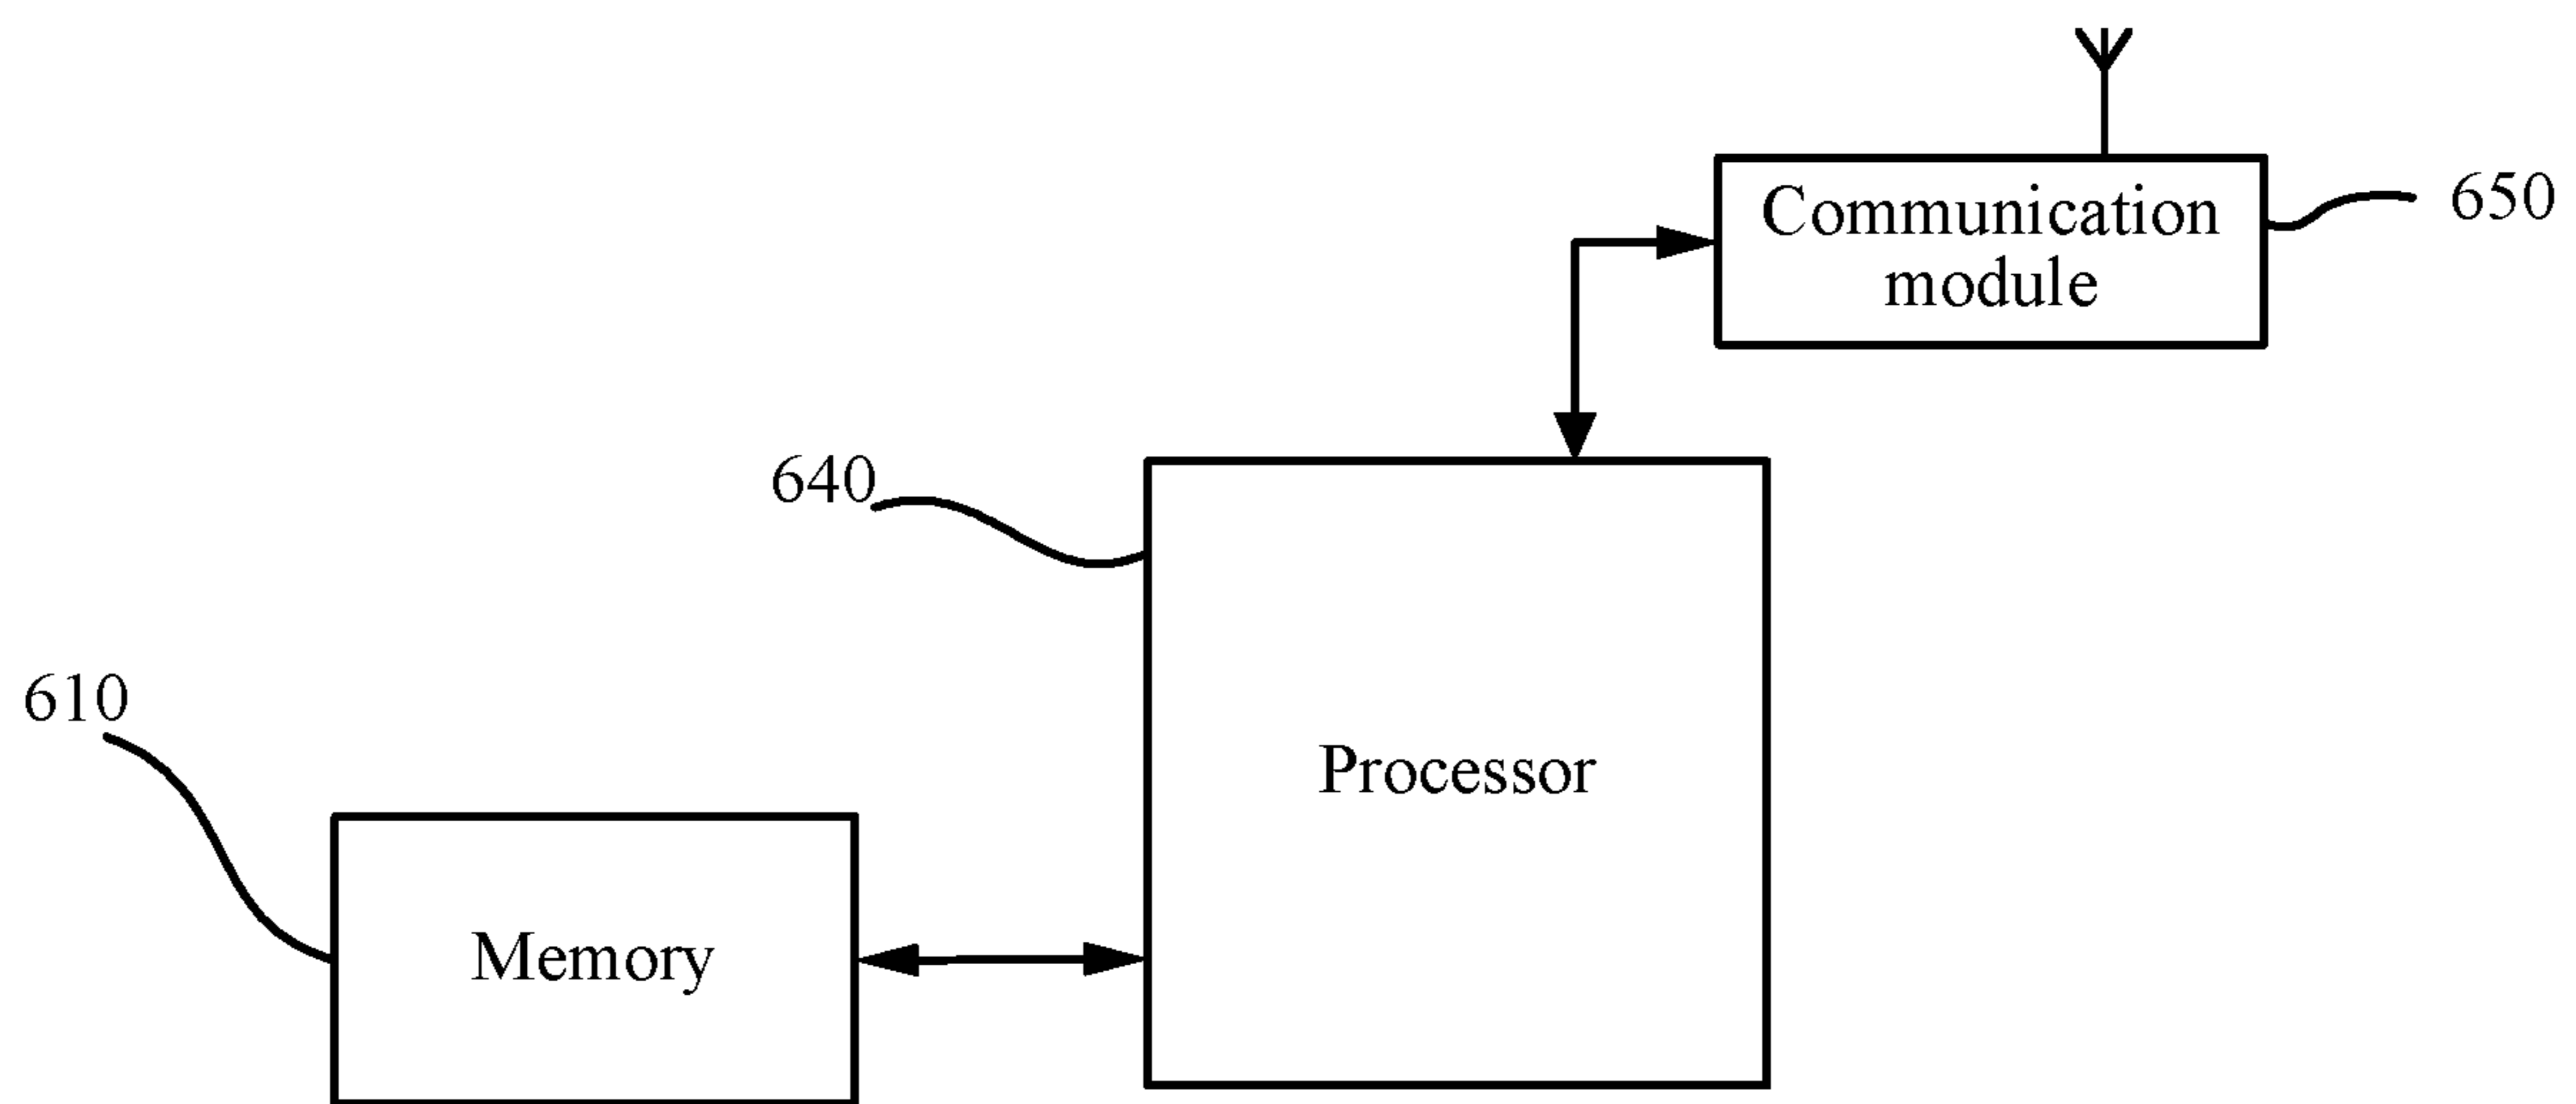 Communication
module
650
640
610
Processor
Memory